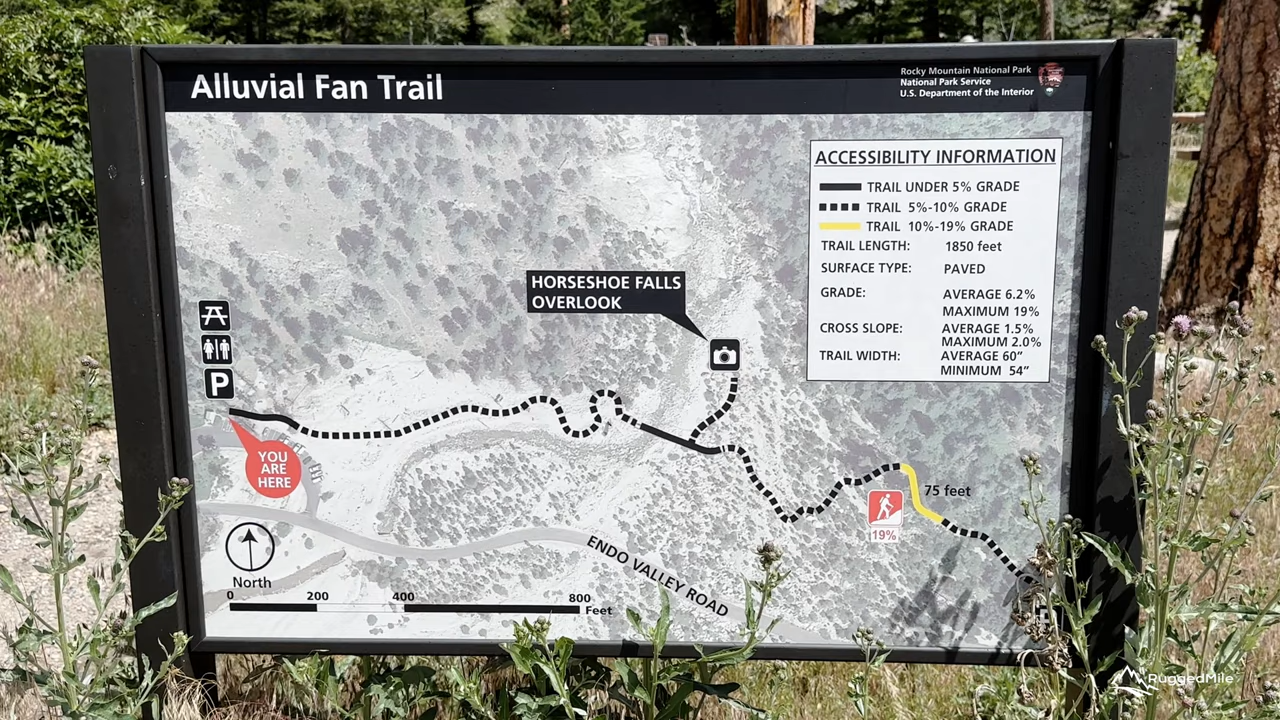 Alluvial Fan Trail
Rocky Mountain National Park
National Park Service
U.S. Department of the Interior
ACCESSIBILITY INFORMATION
TRAIL UNDER 5% GRADE
TRAIL 5%-10% GRADE
TRAIL 10%-19% GRADE
TRAIL LENGTH: 1850 feet
SURFACE TYPE: PAVED
GRADE: AVERAGE 6.2%
MAXIMUM 19%
CROSS SLOPE: AVERAGE 1.5%
MAXIMUM 2.0%
TRAIL WIDTH: AVERAGE 60"
MINIMUM 54"
HORSESHOE FALLS
OVERLOOK
P
YOU
ARE
HERE
75 feet
19%
ENDO VALLEY ROAD
North
0 200 400 800 Feet
RuggedMile